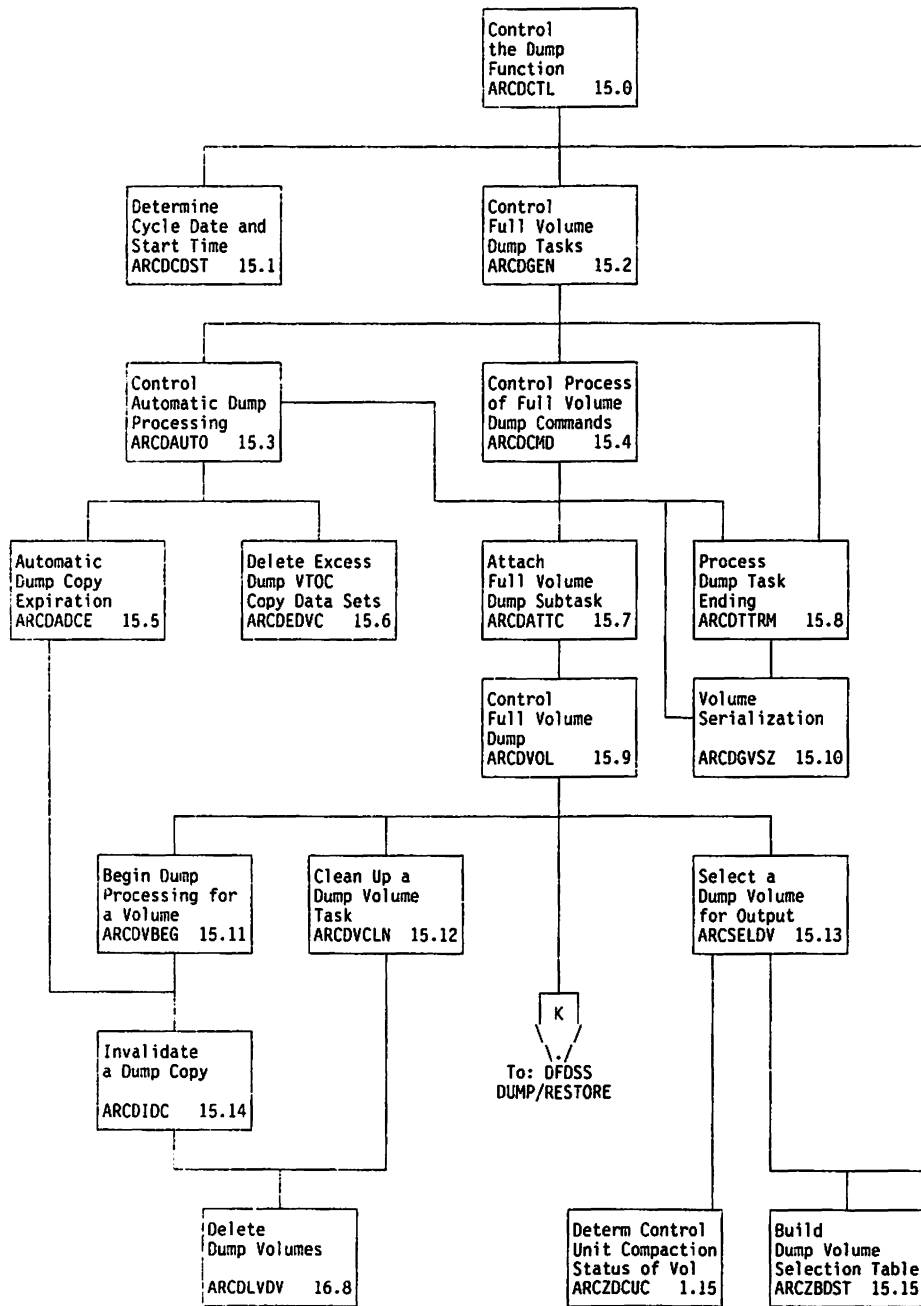 Control
the Dump
Function
ARCDCTL 15.0
Determine
Cycle Date and
Start Time
ARCDCDST 15.1
Control
Full Volume
Dump Tasks
ARCDGEN 15.2
Control
Automatic Dump
Processing
ARCDAUTO 15.3
Control Process
of Full Volume
Dump Commands
ARCDCMD 15.4
Automatic
Dump Copy
Expiration
ARCDADCE 15.5
Delete Excess
Dump VTOC
Copy Data Sets
ARCDEDVC 15.6
Attach
Full Volume
Dump Subtask
ARCDATTC 15.7
Process
Dump Task
Ending
ARCDTTRM 15.8
Control
Full Volume
Dump
ARCDVOL 15.9
Volume
Serialization
ARCDGVSZ 15.10
Begin Dump
Processing for
a Volume
ARCDVBEG 15.11
Clean Up a
Dump Volume
Task
ARCDVCLN 15.12
Select a
Dump Volume
for Output
ARCSELDV 15.13
K
To: DFDSS
DUMP/RESTORE
Invalidate
a Dump Copy
ARCDIDC 15.14
Delete
Dump Volumes
ARCDLVDV 16.8
Determ Control
Unit Compaction
Status of Vol
ARCZDCUC 1.15
Build
Dump Volume
Selection Table
ARCZBDST 15.15